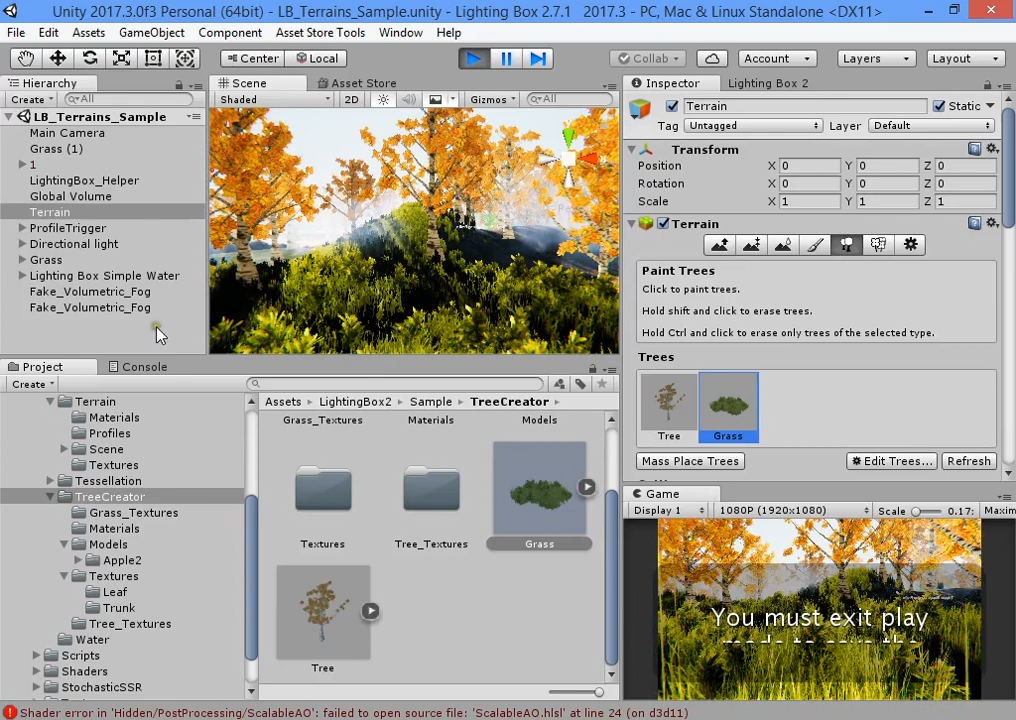 Unity 2017.3.0f3 Personal (64bit) - LB_Terrains_Sample.unity - Lighting Box 2.7.1 2017.3 - PC, Mac & Linux Standalone <DX11>
File Edit Assets GameObject Component Asset Store Tools Window Help
Center Local Collab Account Layers Layout
Hierarchy Scene Asset Store Inspector Lighting Box 2
Create All Shaded 2D Gizmos All
LB_Terrains_Sample
Main Camera
Grass (1)
1
LightingBox_Helper
Global Volume
Terrain
ProfileTrigger
Directional light
Grass
Lighting Box Simple Water
Fake_Volumetric_Fog
Fake_Volumetric_Fog
Terrain Static
Tag Untagged Layer Default
Transform
Position X 0 Y 0 Z 0
Rotation X 0 Y 0 Z 0
Scale X 1 Y 1 Z 1
Terrain
Paint Trees
Click to paint trees.
Hold shift and click to erase trees.
Hold Ctrl and click to erase only trees of the selected type.
Trees
Tree Grass
Mass Place Trees Edit Trees... Refresh
Project Console
Create
Terrain
Materials
Profiles
Scene
Textures
Tessellation
TreeCreator
Grass_Textures
Materials
Models
Apple2
Textures
Leaf
Trunk
Tree_Textures
Water
Scripts
Shaders
StochasticSSR
Assets LightingBox2 Sample TreeCreator
Grass_Textures Materials Models
Textures Tree_Textures Grass
Tree
Game
Display 1 1080P (1920x1080) Scale 0.17: Maxim
You must exit play
mode to save the
Shader error in 'Hidden/PostProcessing/ScalableAO': failed to open source file: 'ScalableAO.hlsl' at line 24 (on d3d11)